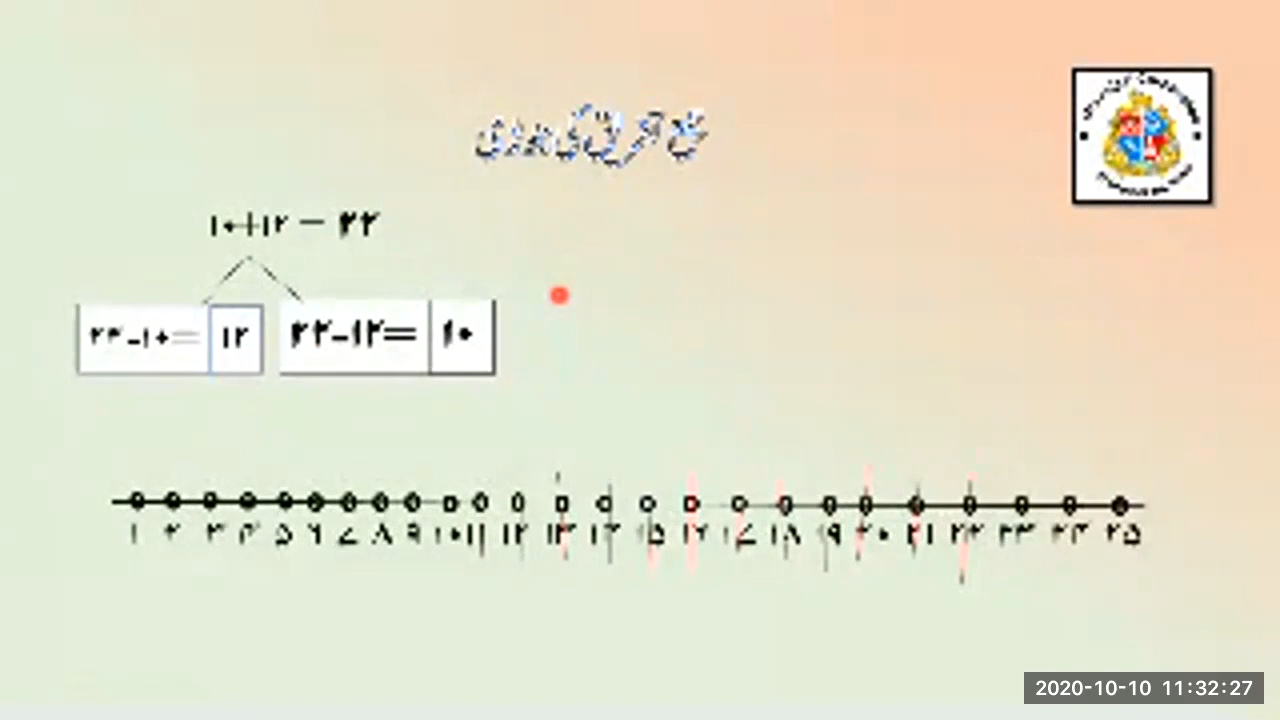 ۱۰+۱۲ = ۲۲
۲۲-۱۰= ۱۲ ۲۲-۱۲= ۱۰
۱ ۲ ۳ ۴ ۵ ۶ ۷ ۸ ۹ ۱۰ ۱۱ ۱۲ ۱۳ ۱۴ ۱۵ ۱۶ ۱۷ ۱۸ ۱۹ ۲۰ ۲۱ ۲۲ ۲۳ ۲۴ ۲۵
2020-10-10 11:32:27